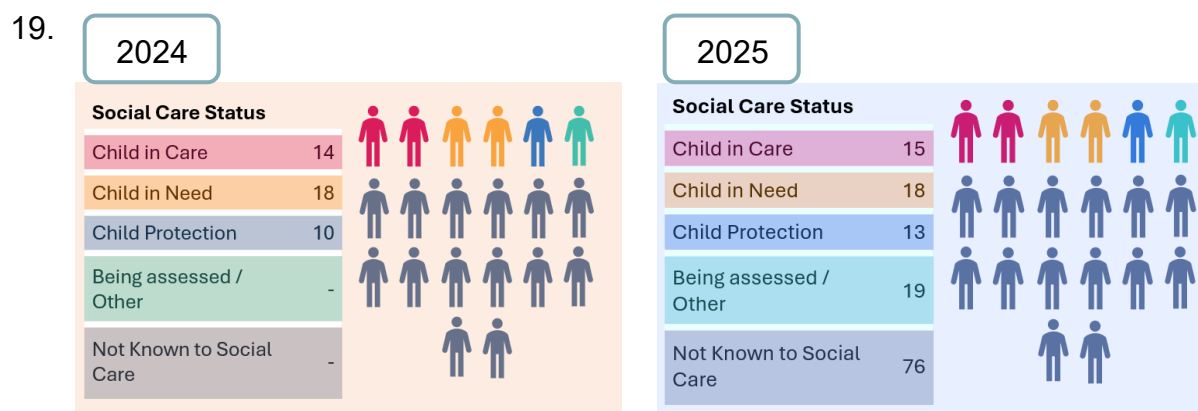 19.
2024
Social Care Status
Child in Care 14
Child in Need 18
Child Protection 10
Being assessed /
Other -
Not Known to Social
Care -
2025
Social Care Status
Child in Care 15
Child in Need 18
Child Protection 13
Being assessed /
Other 19
Not Known to Social
Care 76